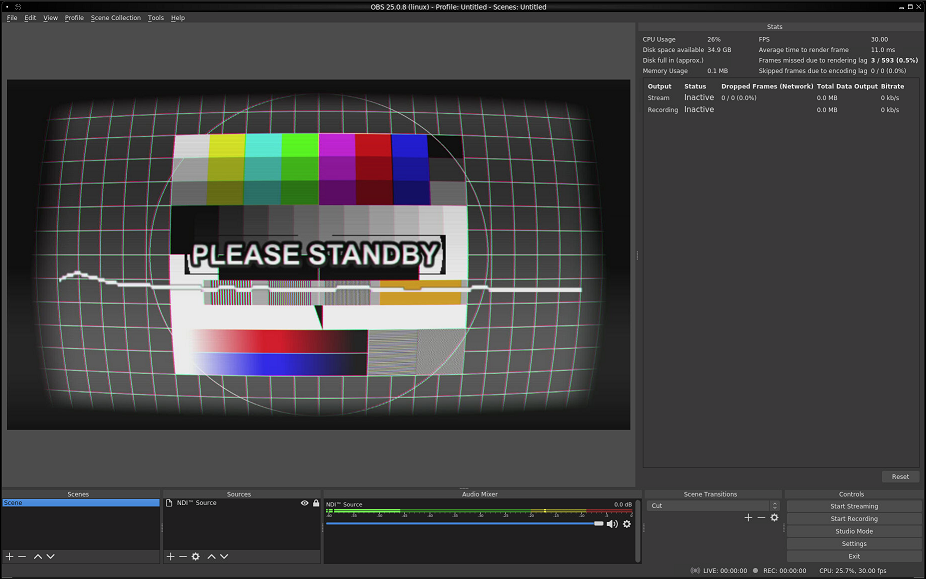 OBS 25.0.8 (linux) - Profile: Untitled - Scenes: Untitled
File Edit View Profile Scene Collection Tools Help
Stats
CPU Usage 26% FPS 30.00
Disk space available 34.9 GB Average time to render frame 11.0 ms
Disk full in (approx.) Frames missed due to rendering lag 3 / 593 (0.5%)
Memory Usage 0.1 MB Skipped frames due to encoding lag 0 / 0 (0.0%)
Output Status Dropped Frames (Network) Total Data Output Bitrate
Stream Inactive 0 / 0 (0.0%) 0.0 MB 0 kb/s
Recording Inactive 0.0 MB 0 kb/s
PLEASE STANDBY
Reset
Scenes Sources Audio Mixer Scene Transitions Controls
Scene
NDI™ Source
NDI™ Source 0.0 dB
Cut
Start Streaming
Start Recording
Studio Mode
Settings
Exit
LIVE: 00:00:00 REC: 00:00:00 CPU: 25.7%, 30.00 fps